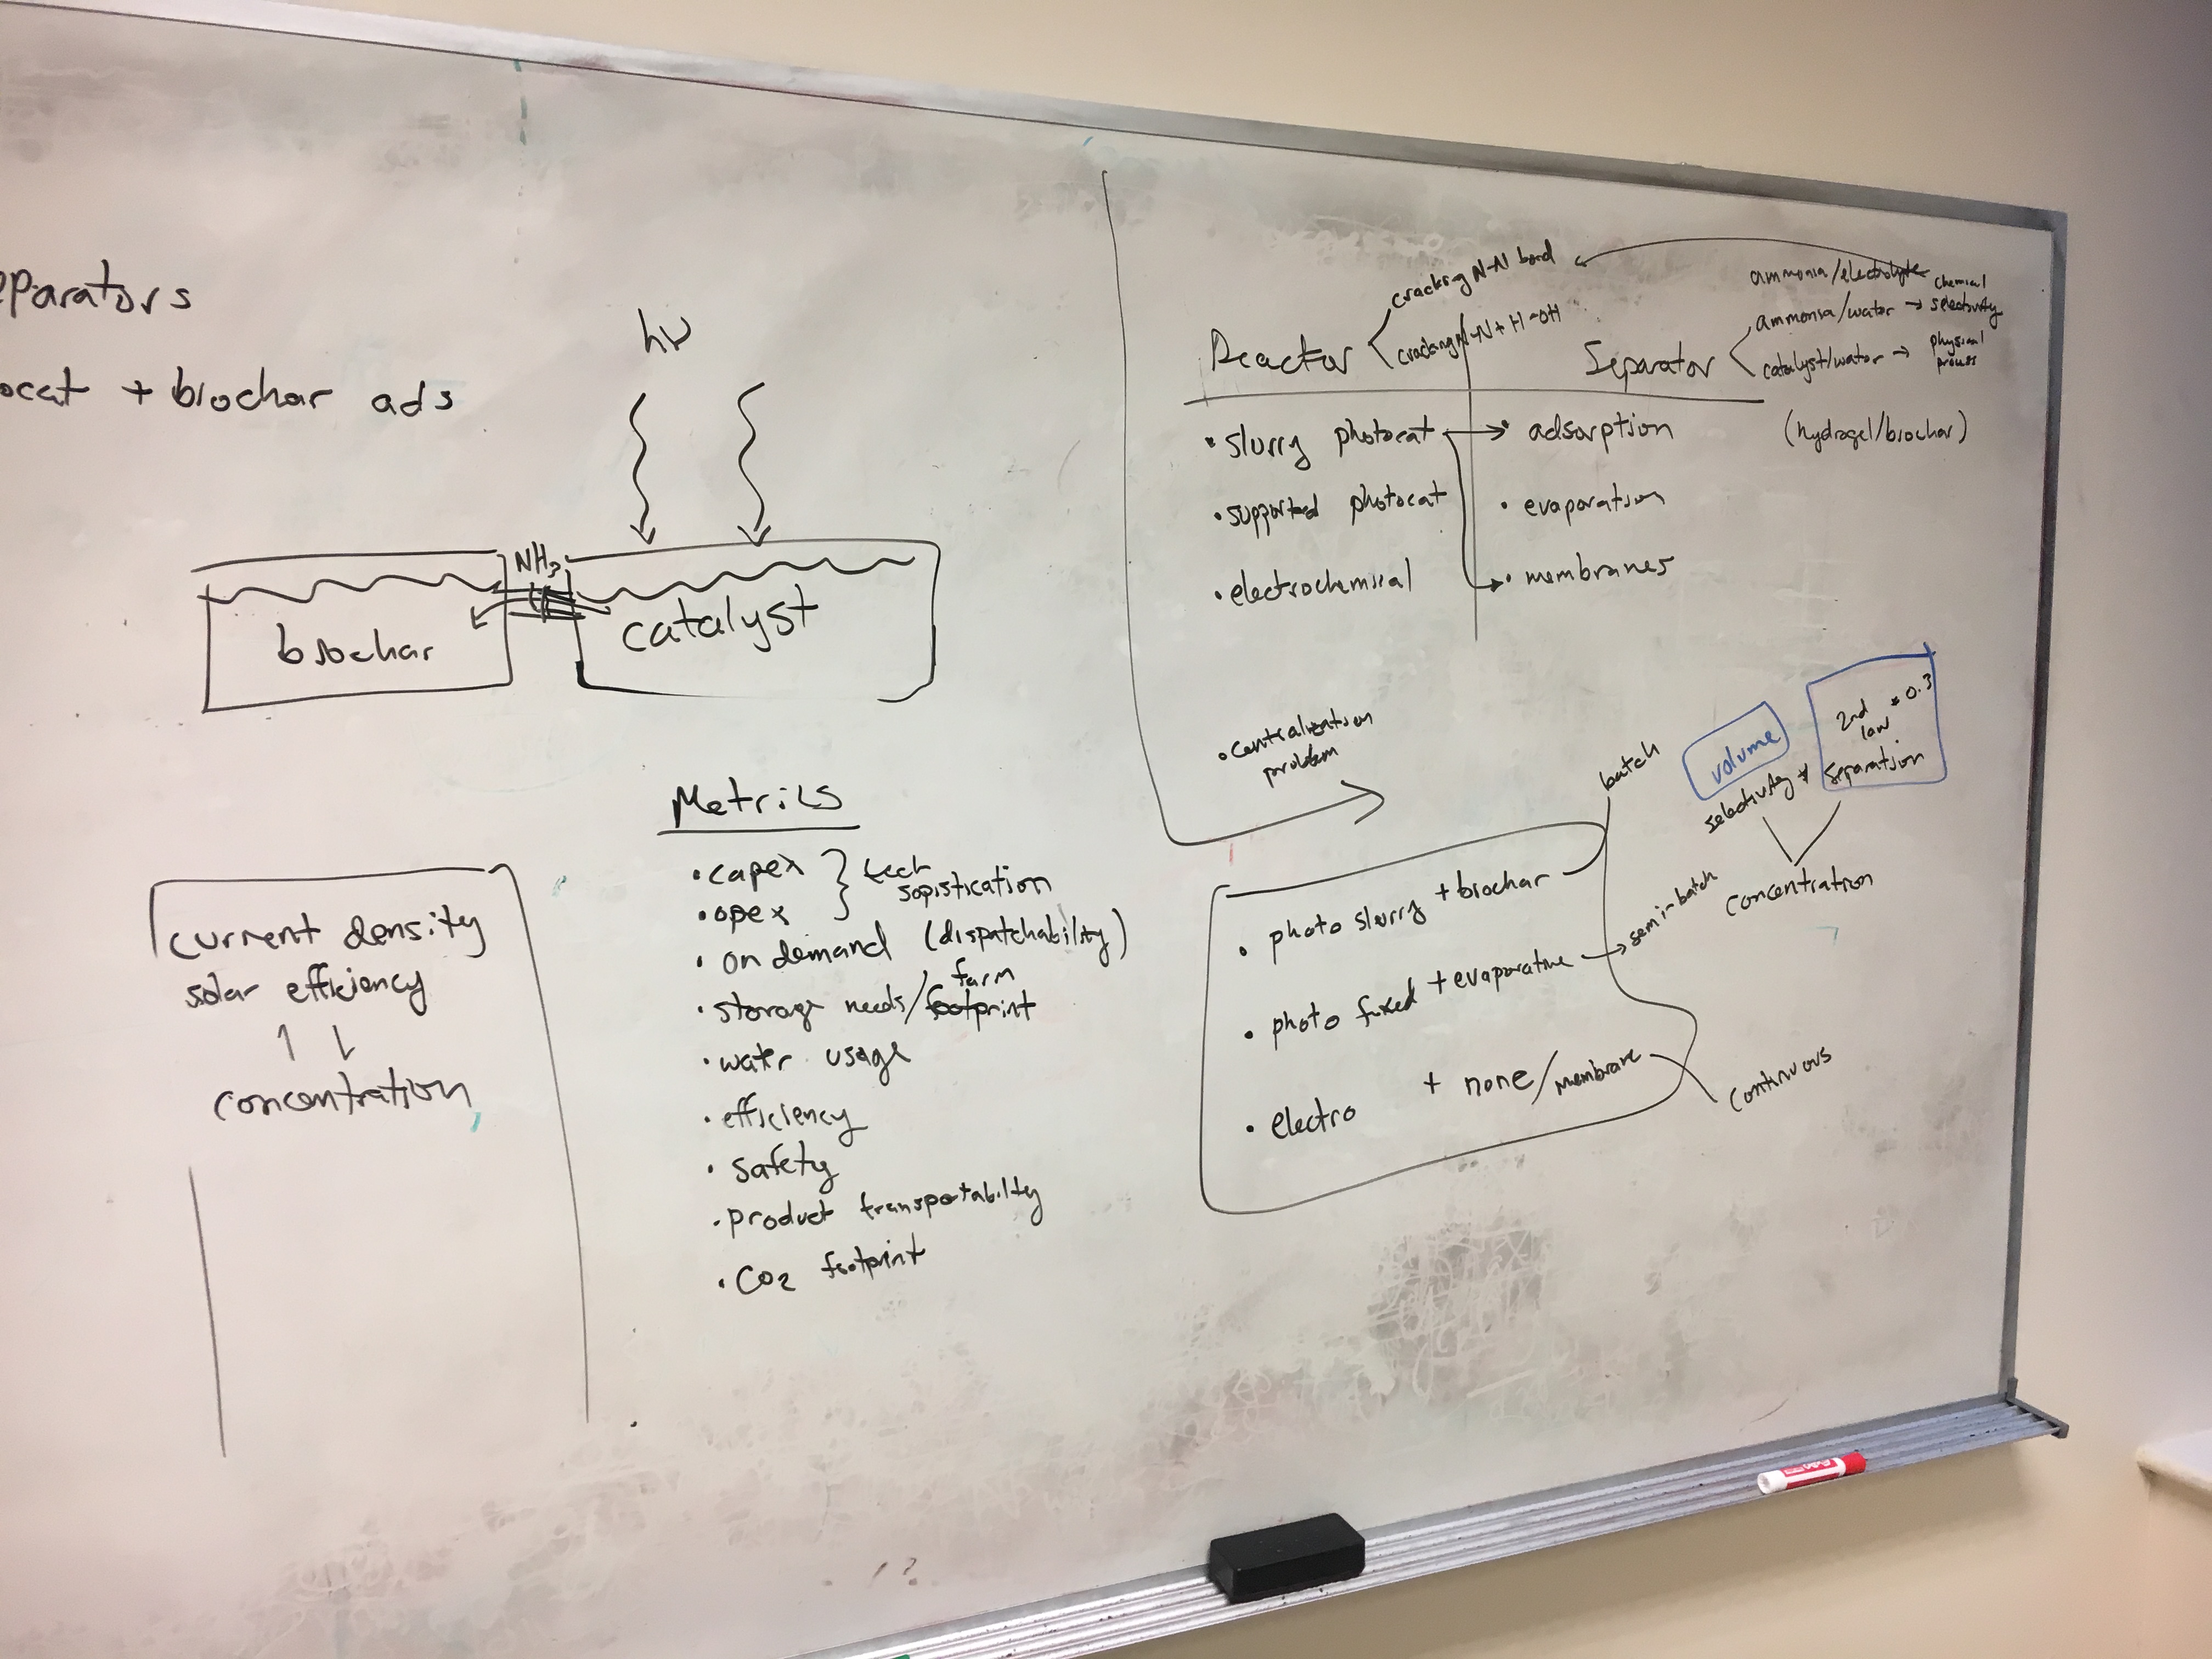 eparators
ocat + biochar ads
hν
NH3
biochar
catalyst
current density
solar efficiency
concentration
Metrics
• capex
• opex
tech
sopistication
• on demand (dispatchability)
farm
• storage needs/footprint
• water usage
• efficiency
• safety
• product transportabilty
• CO2 footprint
Reactor
cracking N-N bond
cracking N-N + H-OH
Separator
ammonia/electrolyte
ammonia/water → chemical selectivity
catalyst/water → physical process
• slurry photocat
• supported photocat
• electrochemical
• adsorption
(hydrogel/biochar)
• evaporation
• membranes
• centralization
problem
batch
volume
2nd law * 0.3
selectivity * separation
concentration
• photo slurry + biochar
• photo fixed + evaporative → semi-batch
• electro + none/membrane
continuous